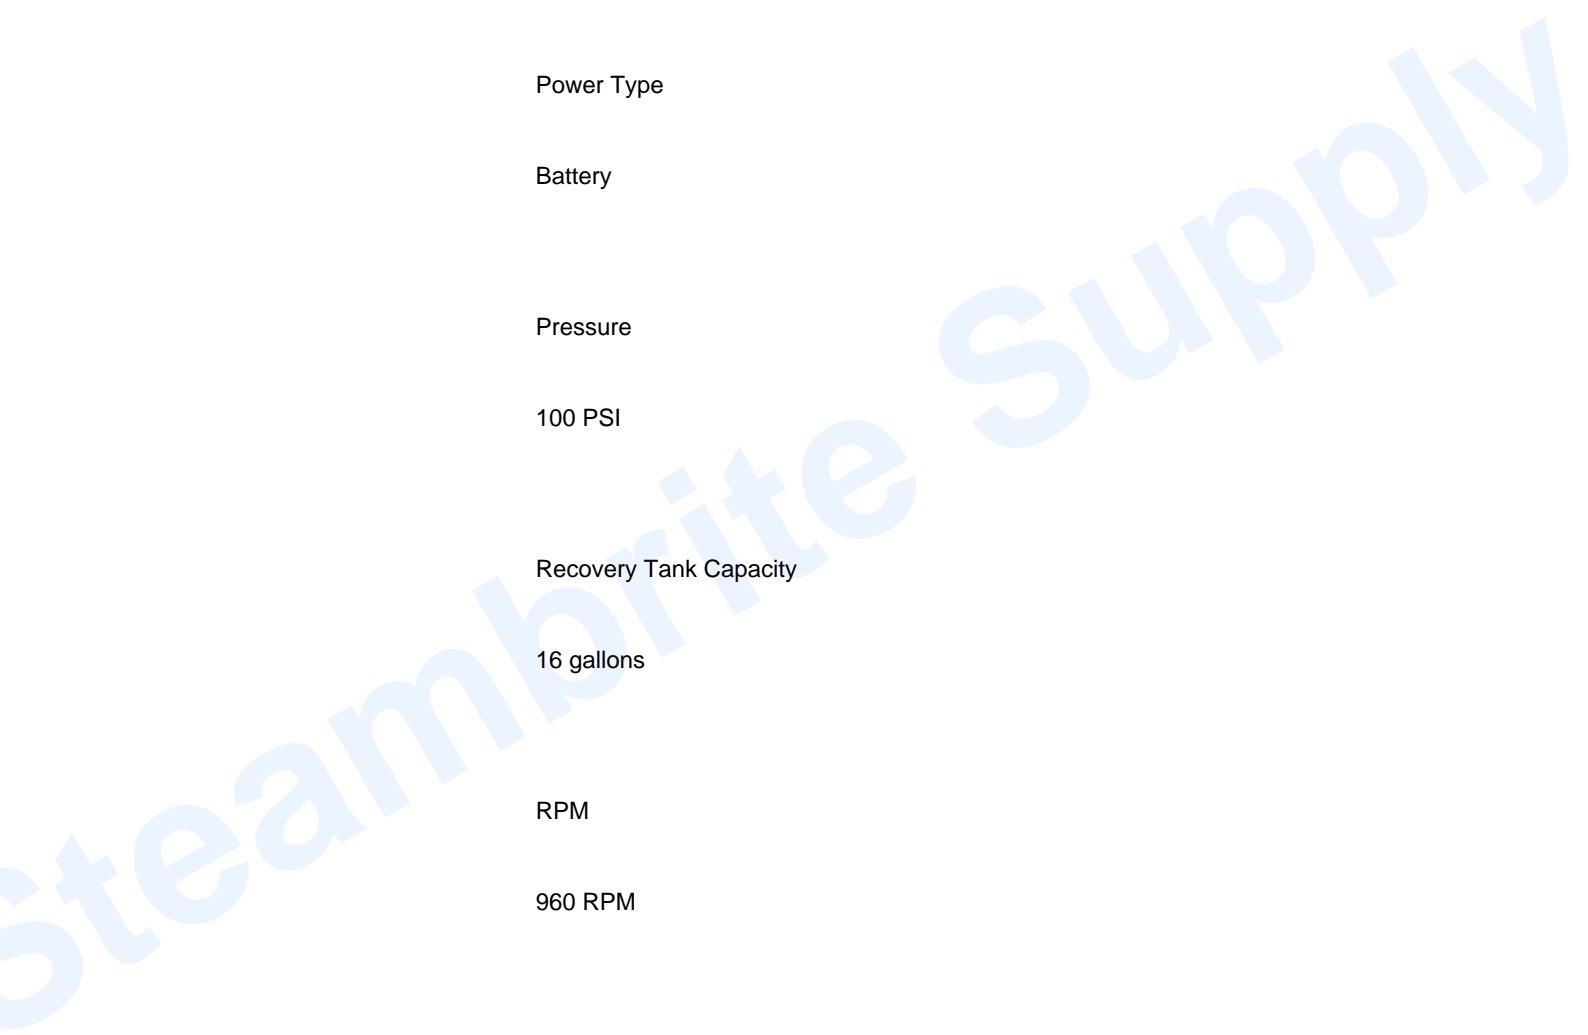 Power Type
Battery
Pressure
100 PSI
Recovery Tank Capacity
16 gallons
RPM
960 RPM
Steambrite Supply